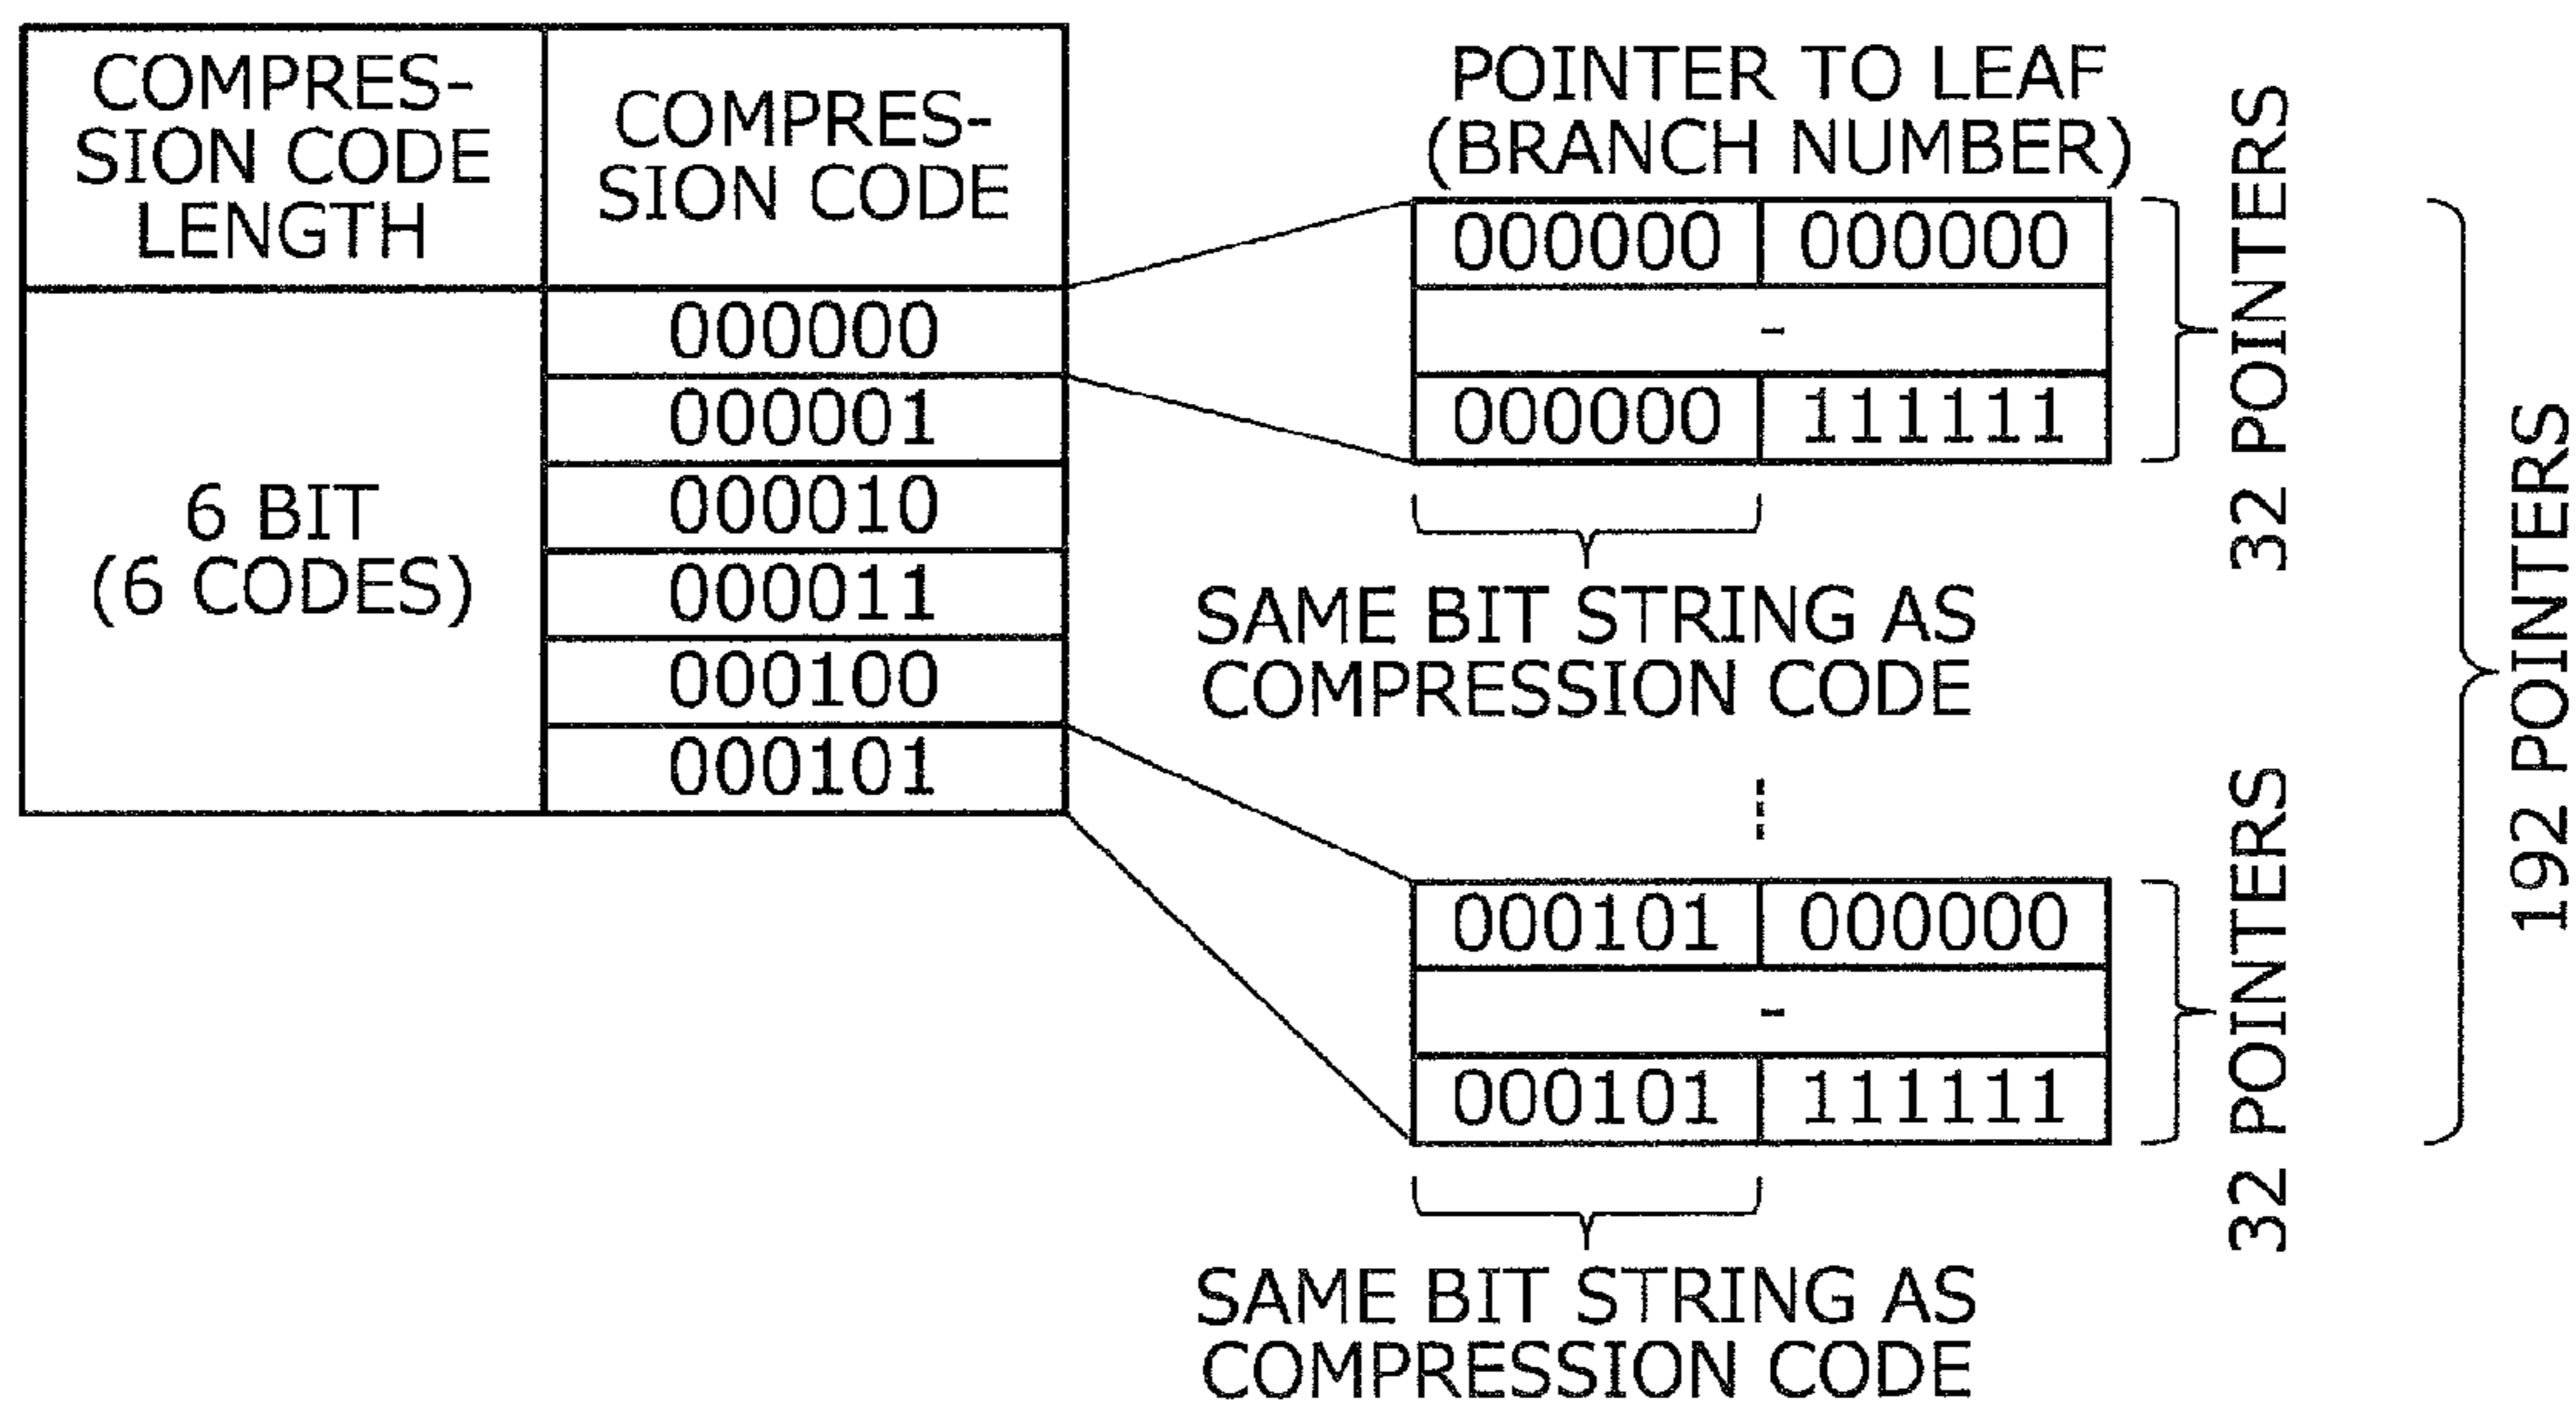 COMPRES-
SION CODE
LENGTH
COMPRES-
SION CODE
6 BIT
(6 CODES)
000000
000001
000010
000011
000100
000101
POINTER TO LEAF
(BRANCH NUMBER)
000000 000000
-
000000 111111
SAME BIT STRING AS
COMPRESSION CODE
32 POINTERS
000101 000000
-
000101 111111
SAME BIT STRING AS
COMPRESSION CODE
32 POINTERS
192 POINTERS